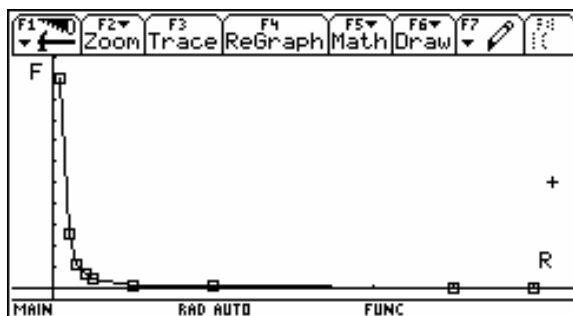 F1 F2 F3 F4 F5 F6 F7
Zoom Trace ReGraph Math Draw
F
R
MAIN RAD AUTO FUNC